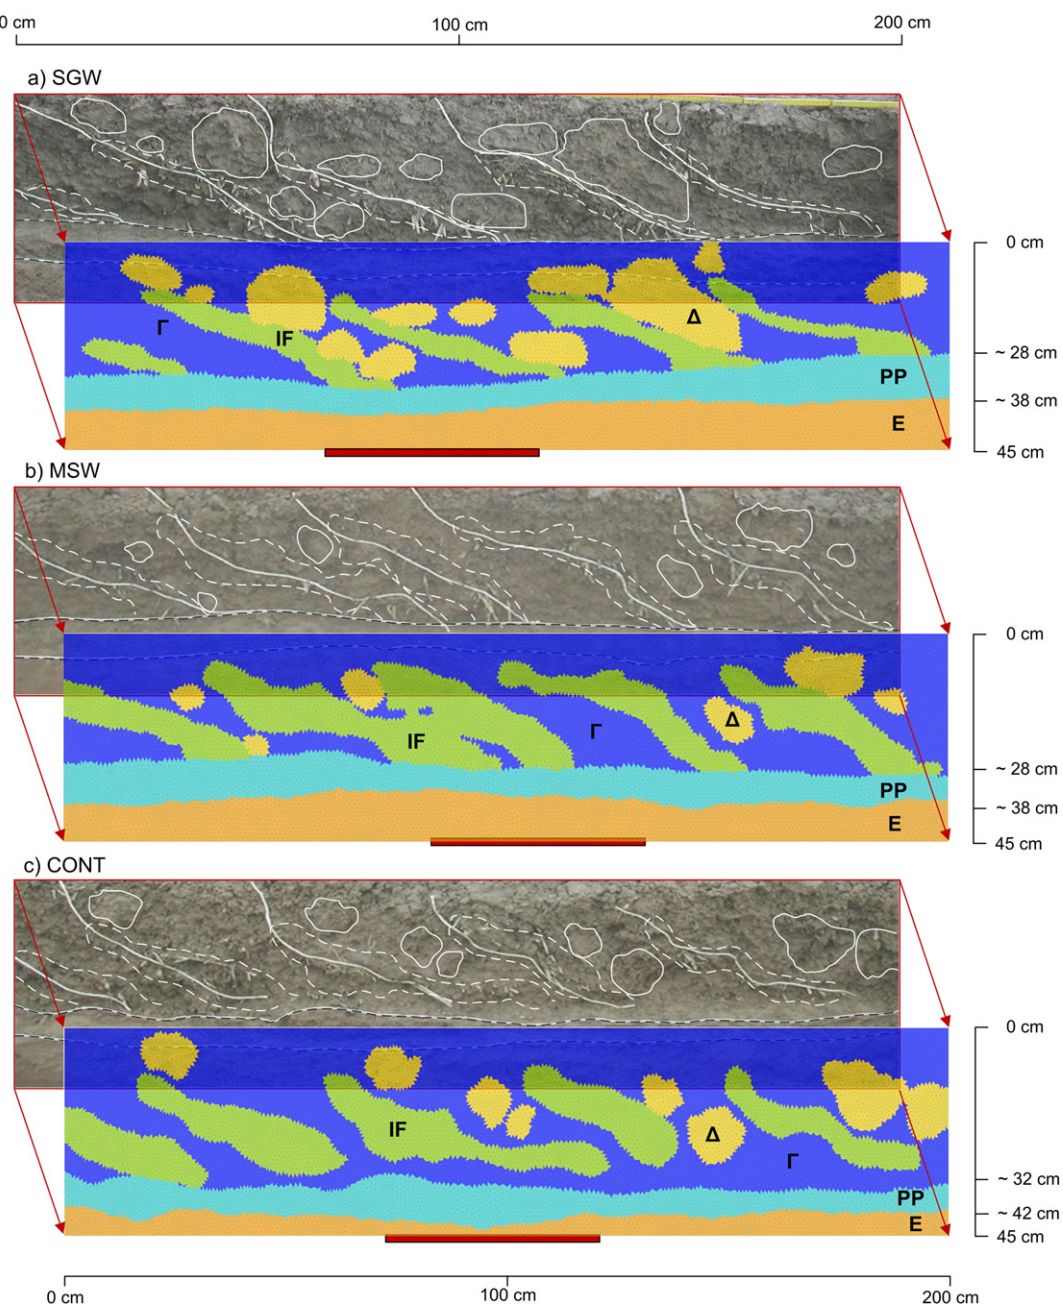 0 cm 100 cm 200 cm
a) SGW
0 cm
Γ IF Δ
~ 28 cm
PP
~ 38 cm
E
45 cm
b) MSW
0 cm
IF Γ Δ
~ 28 cm
PP
~ 38 cm
E
45 cm
c) CONT
0 cm
IF Δ Γ
~ 32 cm
PP
~ 42 cm
E
45 cm
0 cm 100 cm 200 cm